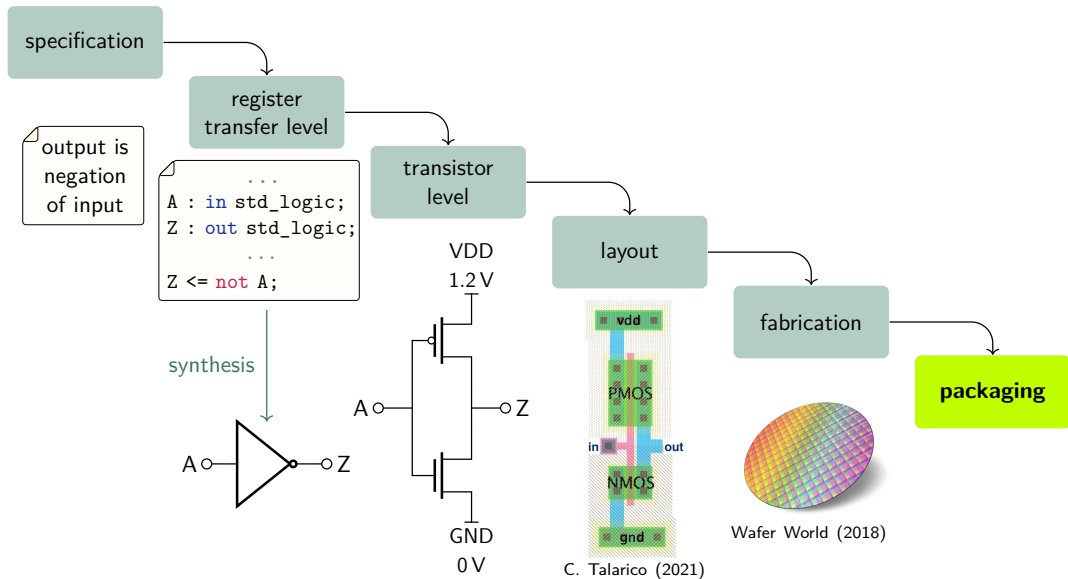 specification
register
transfer level
transistor
level
layout
fabrication
packaging
output is
negation
of input
...
A : in std_logic;
Z : out std_logic;
...
Z <= not A;
synthesis
A
Z
VDD
1.2 V
A
Z
GND
0 V
vdd
PMOS
in
out
NMOS
gnd
C. Talarico (2021)
Wafer World (2018)